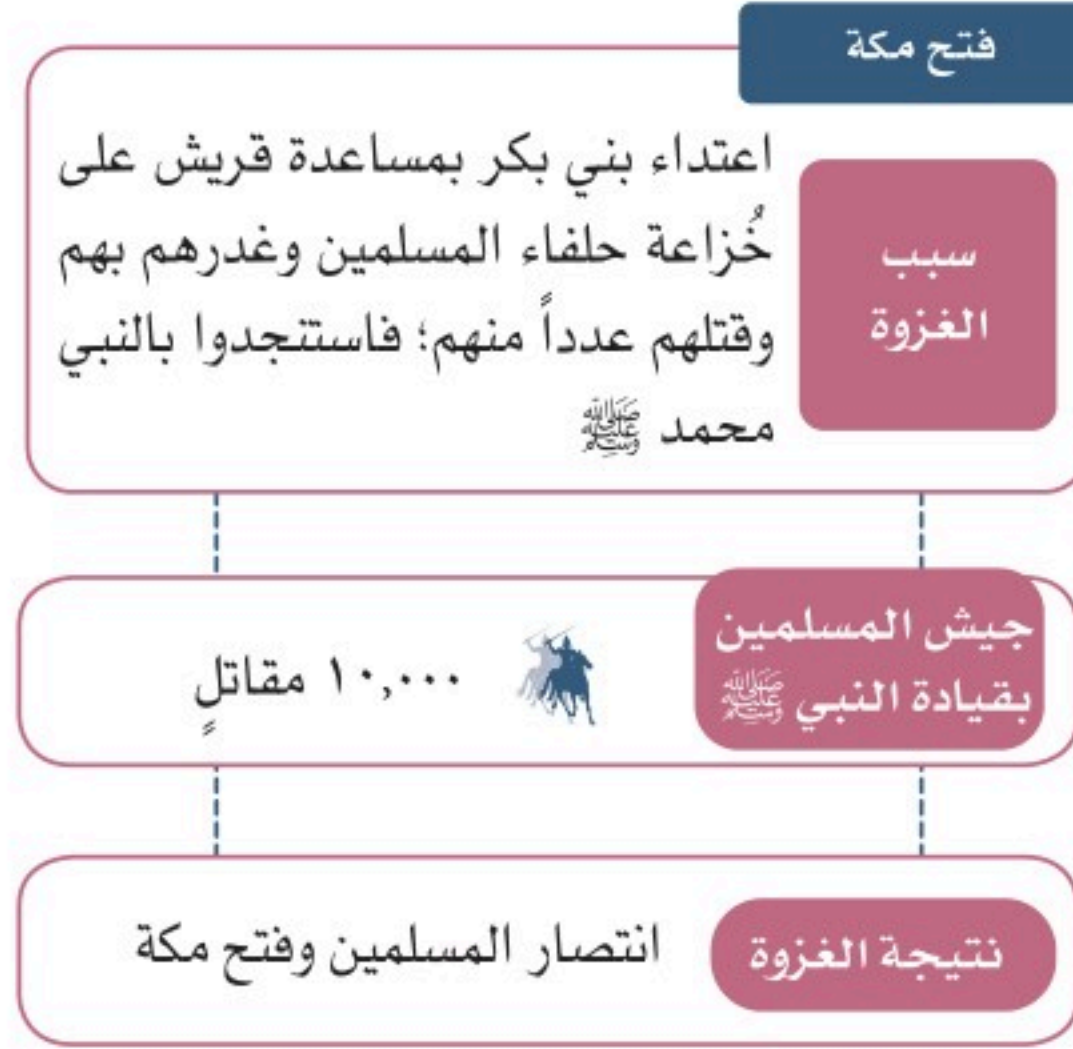 فتح مكة
سبب
الغزوة
اعتداء بني بكر بمساعدة قريش على
خُزاعة حلفاء المسلمين وغدرهم بهم
وقتلهم عدداً منهم؛ فاستنجدوا بالنبي
محمد ﷺ
جيش المسلمين
بقيادة النبي ﷺ
١٠,٠٠٠ مقاتلٍ
نتيجة الغزوة
انتصار المسلمين وفتح مكة